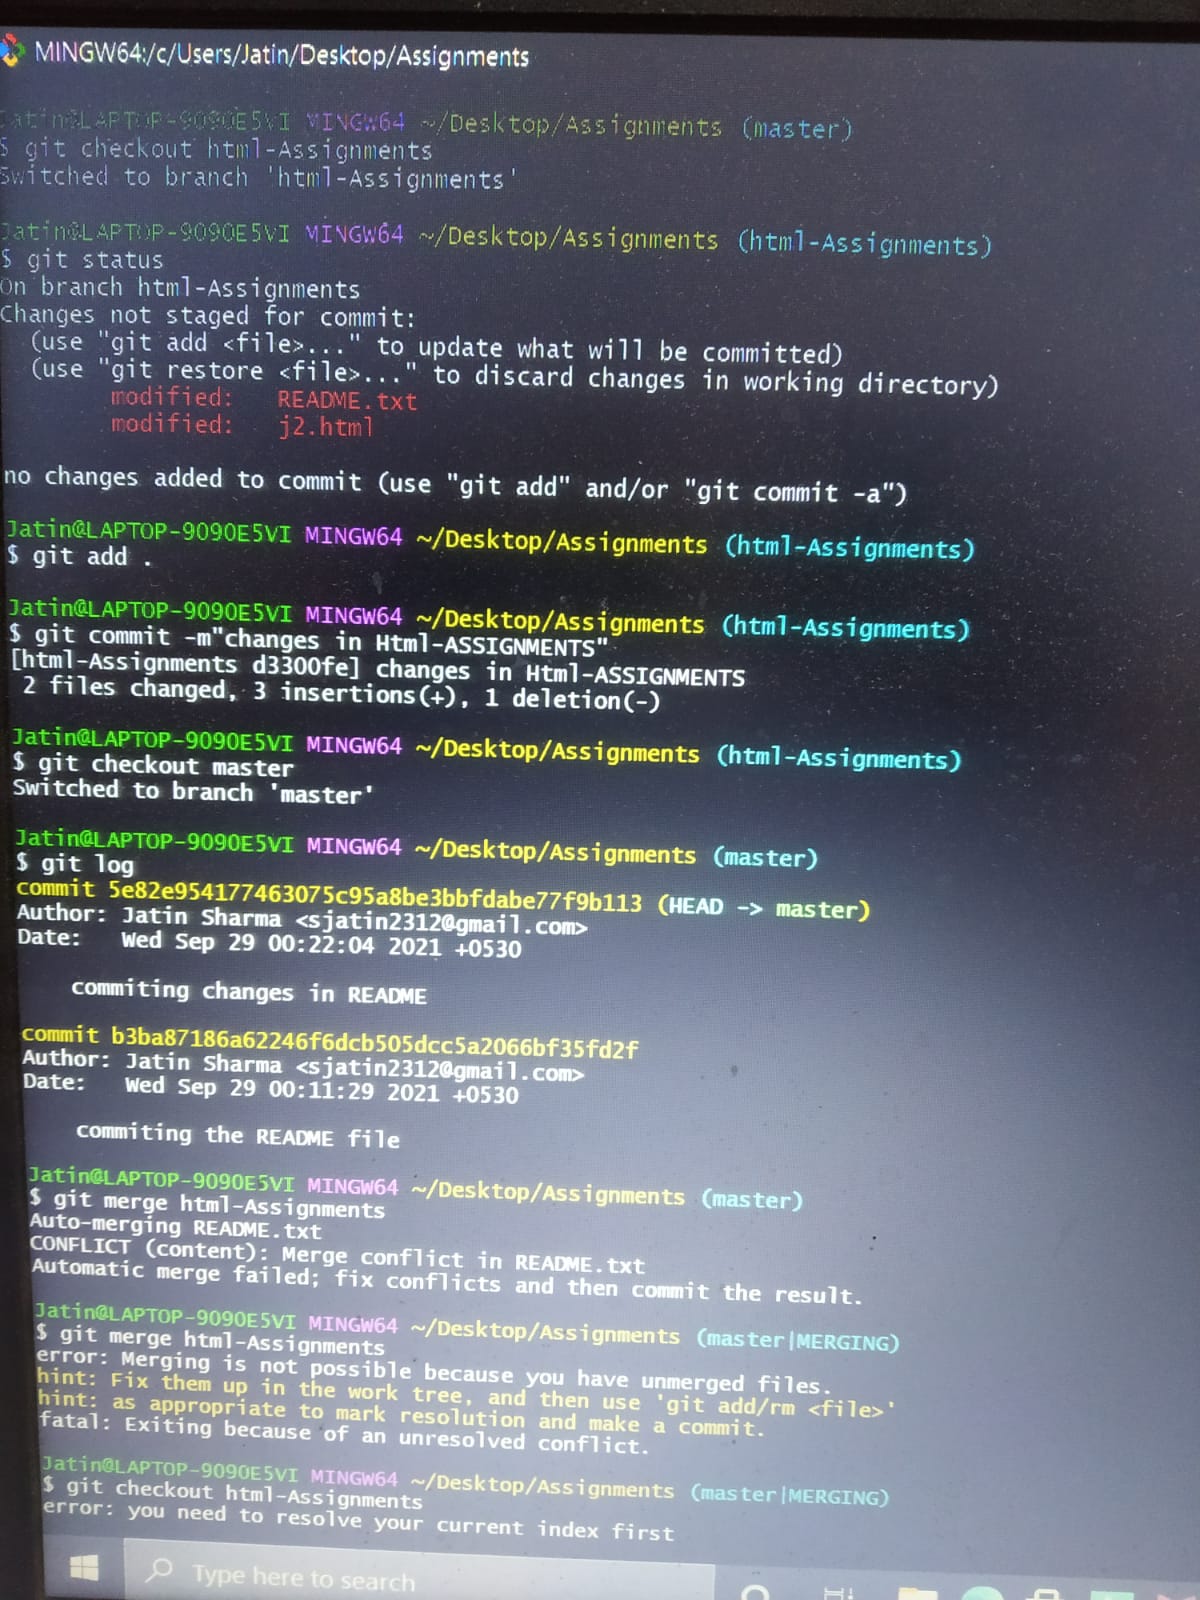 MINGW64:/c/Users/Jatin/Desktop/Assignments
Jatin@LAPTOP-9090E5VI MINGW64 ~/Desktop/Assignments (master)
$ git checkout html-Assignments
Switched to branch 'html-Assignments'
Jatin@LAPTOP-9090E5VI MINGW64 ~/Desktop/Assignments (html-Assignments)
$ git status
On branch html-Assignments
Changes not staged for commit:
(use "git add <file>..." to update what will be committed)
(use "git restore <file>..." to discard changes in working directory)
modified: README.txt
modified: j2.html
no changes added to commit (use "git add" and/or "git commit -a")
Jatin@LAPTOP-9090E5VI MINGW64 ~/Desktop/Assignments (html-Assignments)
$ git add .
Jatin@LAPTOP-9090E5VI MINGW64 ~/Desktop/Assignments (html-Assignments)
$ git commit -m"changes in Html-ASSIGNMENTS"
[html-Assignments d3300fe] changes in Html-ASSIGNMENTS
2 files changed, 3 insertions(+), 1 deletion(-)
Jatin@LAPTOP-9090E5VI MINGW64 ~/Desktop/Assignments (html-Assignments)
$ git checkout master
Switched to branch 'master'
Jatin@LAPTOP-9090E5VI MINGW64 ~/Desktop/Assignments (master)
$ git log
commit 5e82e954177463075c95a8be3bbfdabe77f9b113 (HEAD -> master)
Author: Jatin Sharma <sjatin2312@gmail.com>
Date: Wed Sep 29 00:22:04 2021 +0530
commiting changes in README
commit b3ba87186a62246f6dcb505dcc5a2066bf35fd2f
Author: Jatin Sharma <sjatin2312@gmail.com>
Date: Wed Sep 29 00:11:29 2021 +0530
commiting the README file
Jatin@LAPTOP-9090E5VI MINGW64 ~/Desktop/Assignments (master)
$ git merge html-Assignments
Auto-merging README.txt
CONFLICT (content): Merge conflict in README.txt
Automatic merge failed; fix conflicts and then commit the result.
Jatin@LAPTOP-9090E5VI MINGW64 ~/Desktop/Assignments (master|MERGING)
$ git merge html-Assignments
error: Merging is not possible because you have unmerged files.
hint: Fix them up in the work tree, and then use 'git add/rm <file>'
hint: as appropriate to mark resolution and make a commit.
fatal: Exiting because of an unresolved conflict.
Jatin@LAPTOP-9090E5VI MINGW64 ~/Desktop/Assignments (master|MERGING)
$ git checkout html-Assignments
error: you need to resolve your current index first
Type here to search